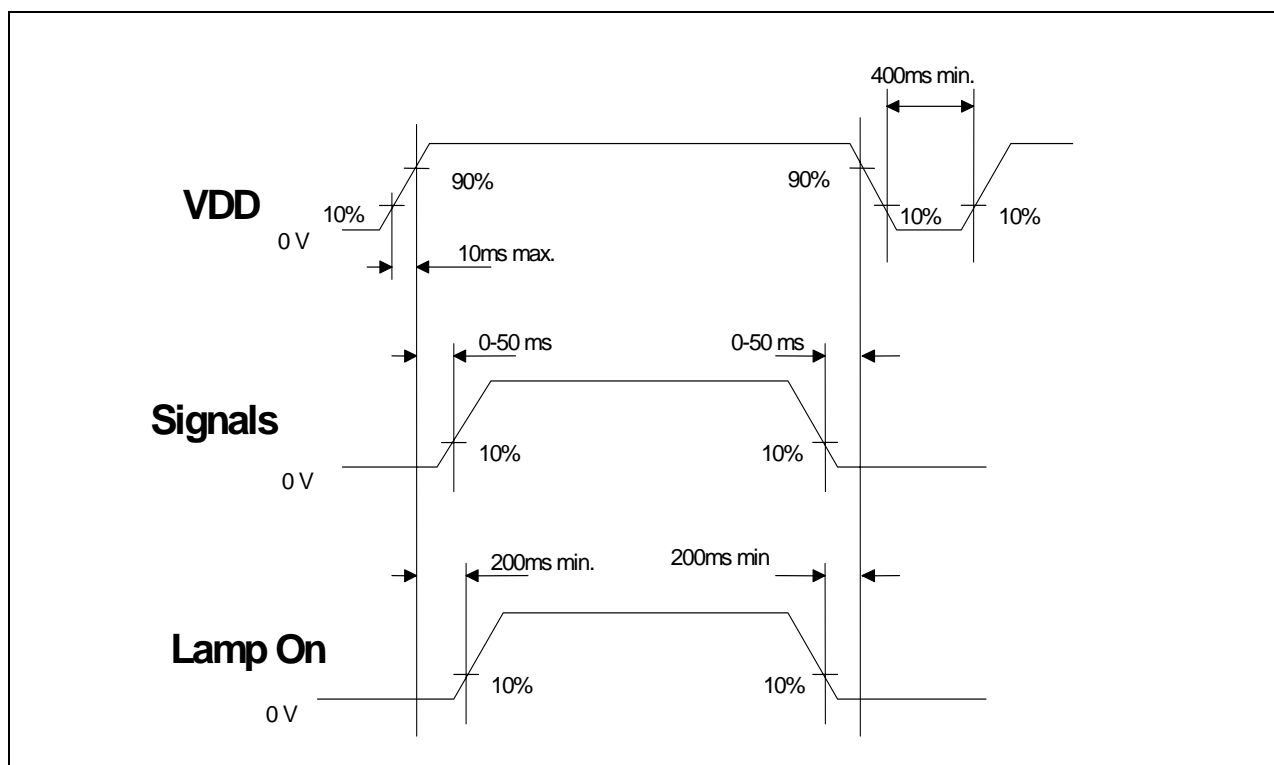 400ms min.
VDD
90%
90%
10%
10%
10%
0 V
10ms max.
0-50 ms
0-50 ms
Signals
10%
10%
0 V
200ms min.
200ms min
Lamp On
10%
10%
0 V